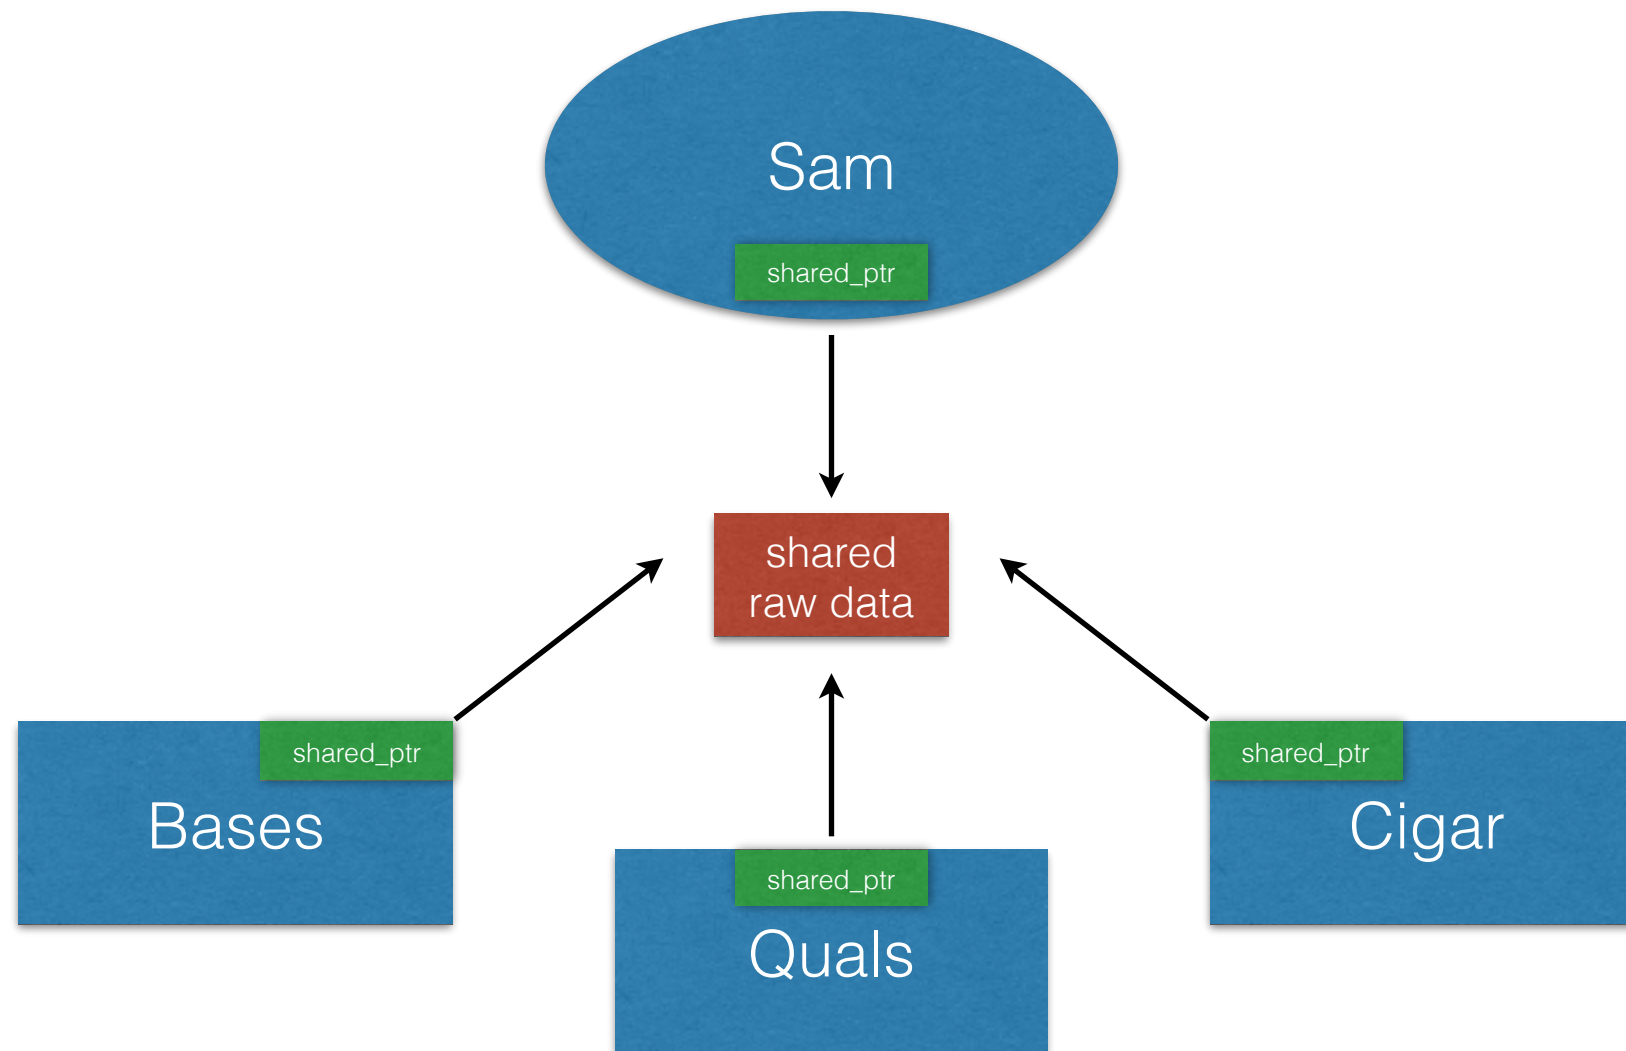 Sam
shared_ptr
shared
raw data
shared_ptr
Bases
shared_ptr
Quals
shared_ptr
Cigar